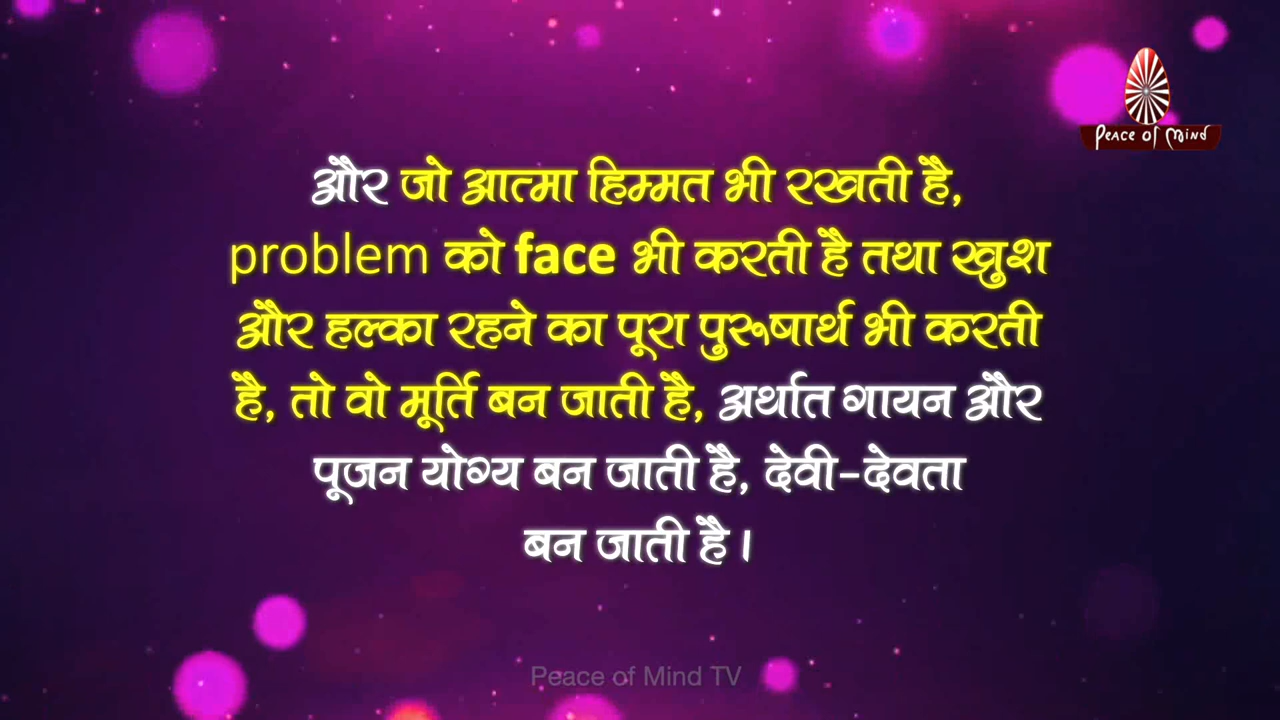 Peace of Mind
और जो आत्मा हिम्मत भी रखती है,
problem को face भी करती है तथा खुश
और हल्का रहने का पूरा पुरूषार्थ भी करती
है, तो वो मूर्ति बन जाती है, अर्थात गायन और
पूजन योग्य बन जाती है, देवी-देवता
बन जाती है।
Peace of Mind TV